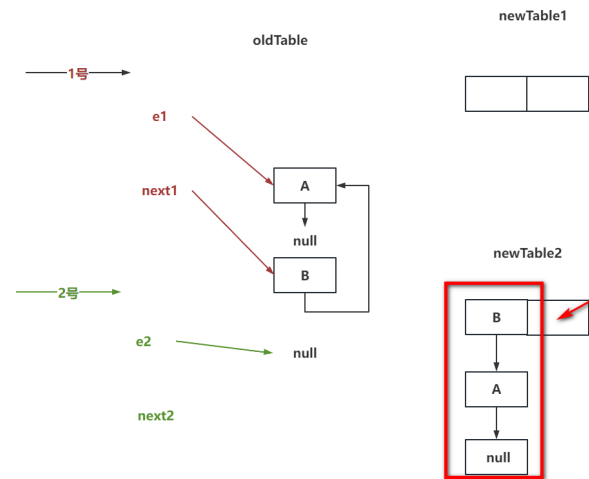 newTable1
oldTable
1号
e1
A
next1
null
newTable2
B
2号
B
e2
null
A
next2
null